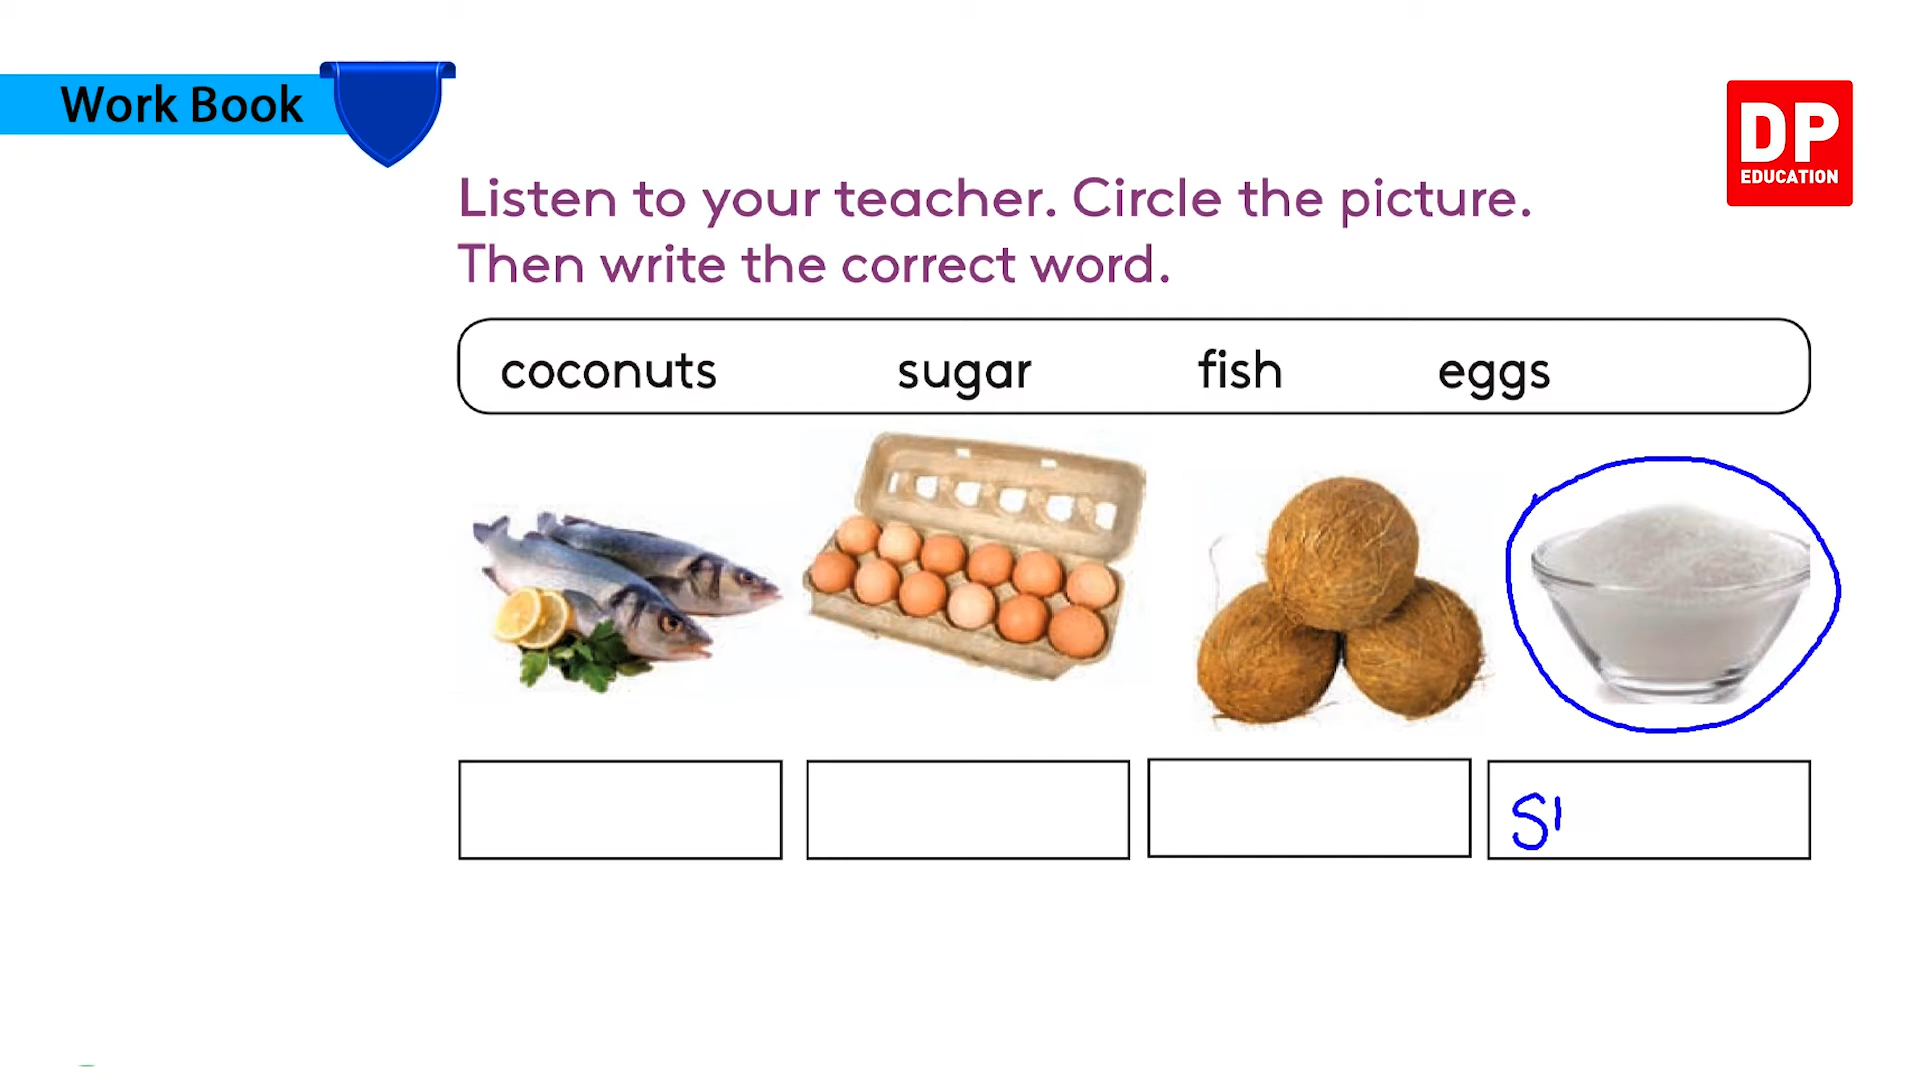 Work Book
DP
EDUCATION
Listen to your teacher. Circle the picture.
Then write the correct word.
coconuts sugar fish eggs